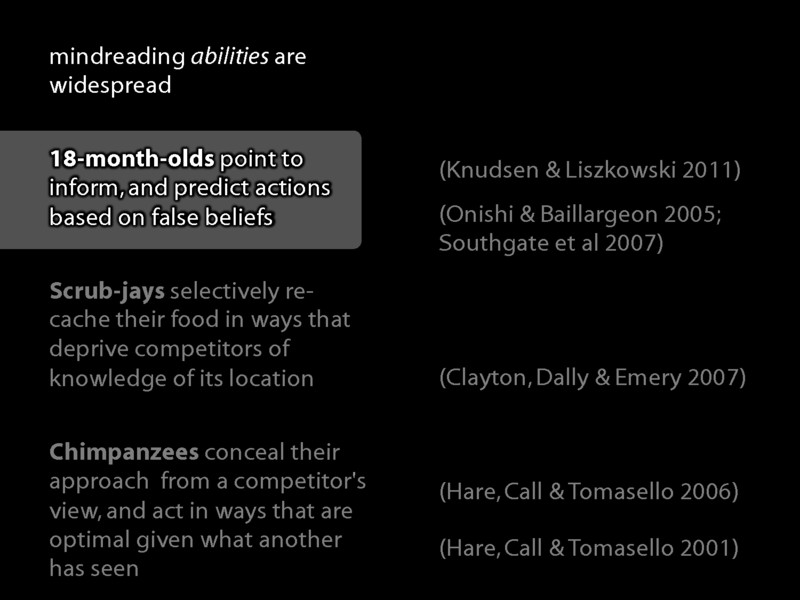 mindreading abilities are
widespread
18-month-olds point to
inform, and predict actions
based on false beliefs
(Knudsen & Liszkowski 2011)
(Onishi & Baillargeon 2005;
Southgate et al 2007)
Scrub-jays selectively re-
cache their food in ways that
deprive competitors of
knowledge of its location
(Clayton, Dally & Emery 2007)
Chimpanzees conceal their
approach from a competitor's
view, and act in ways that are
optimal given what another
has seen
(Hare, Call & Tomasello 2006)
(Hare, Call & Tomasello 2001)